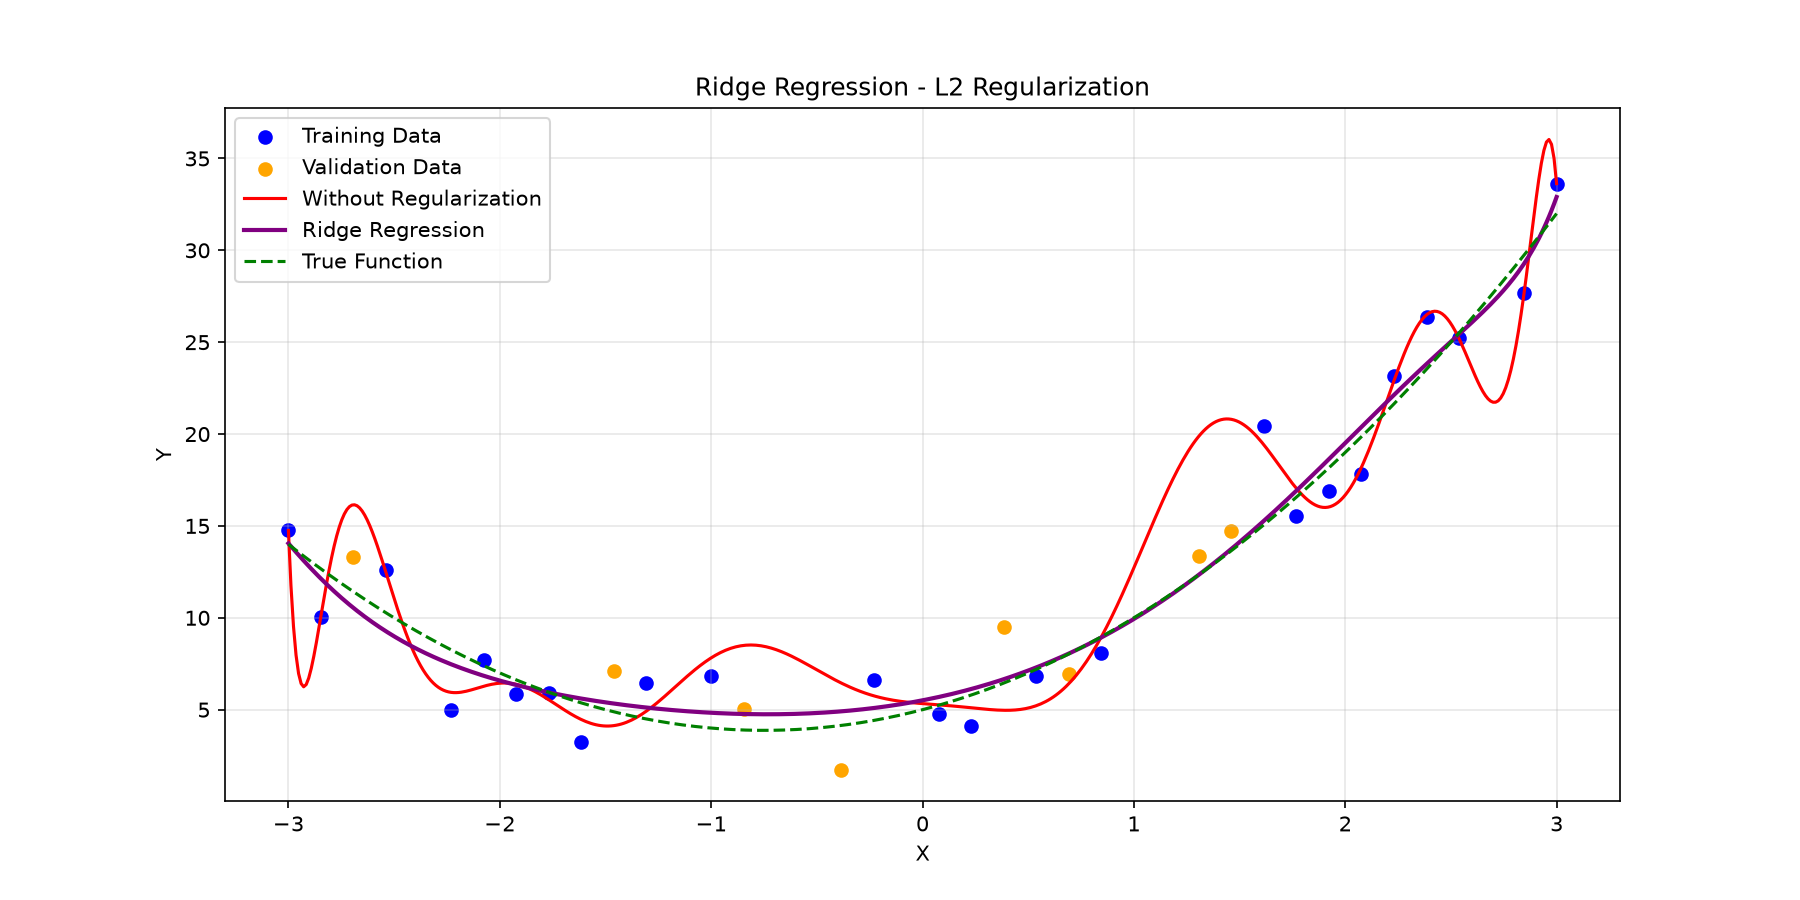 Ridge Regression - L2 Regularization
Training Data
Validation Data
Without Regularization
Ridge Regression
True Function
35
30
25
20
15
10
5
Y
−3
−2
−1
0
1
2
3
X